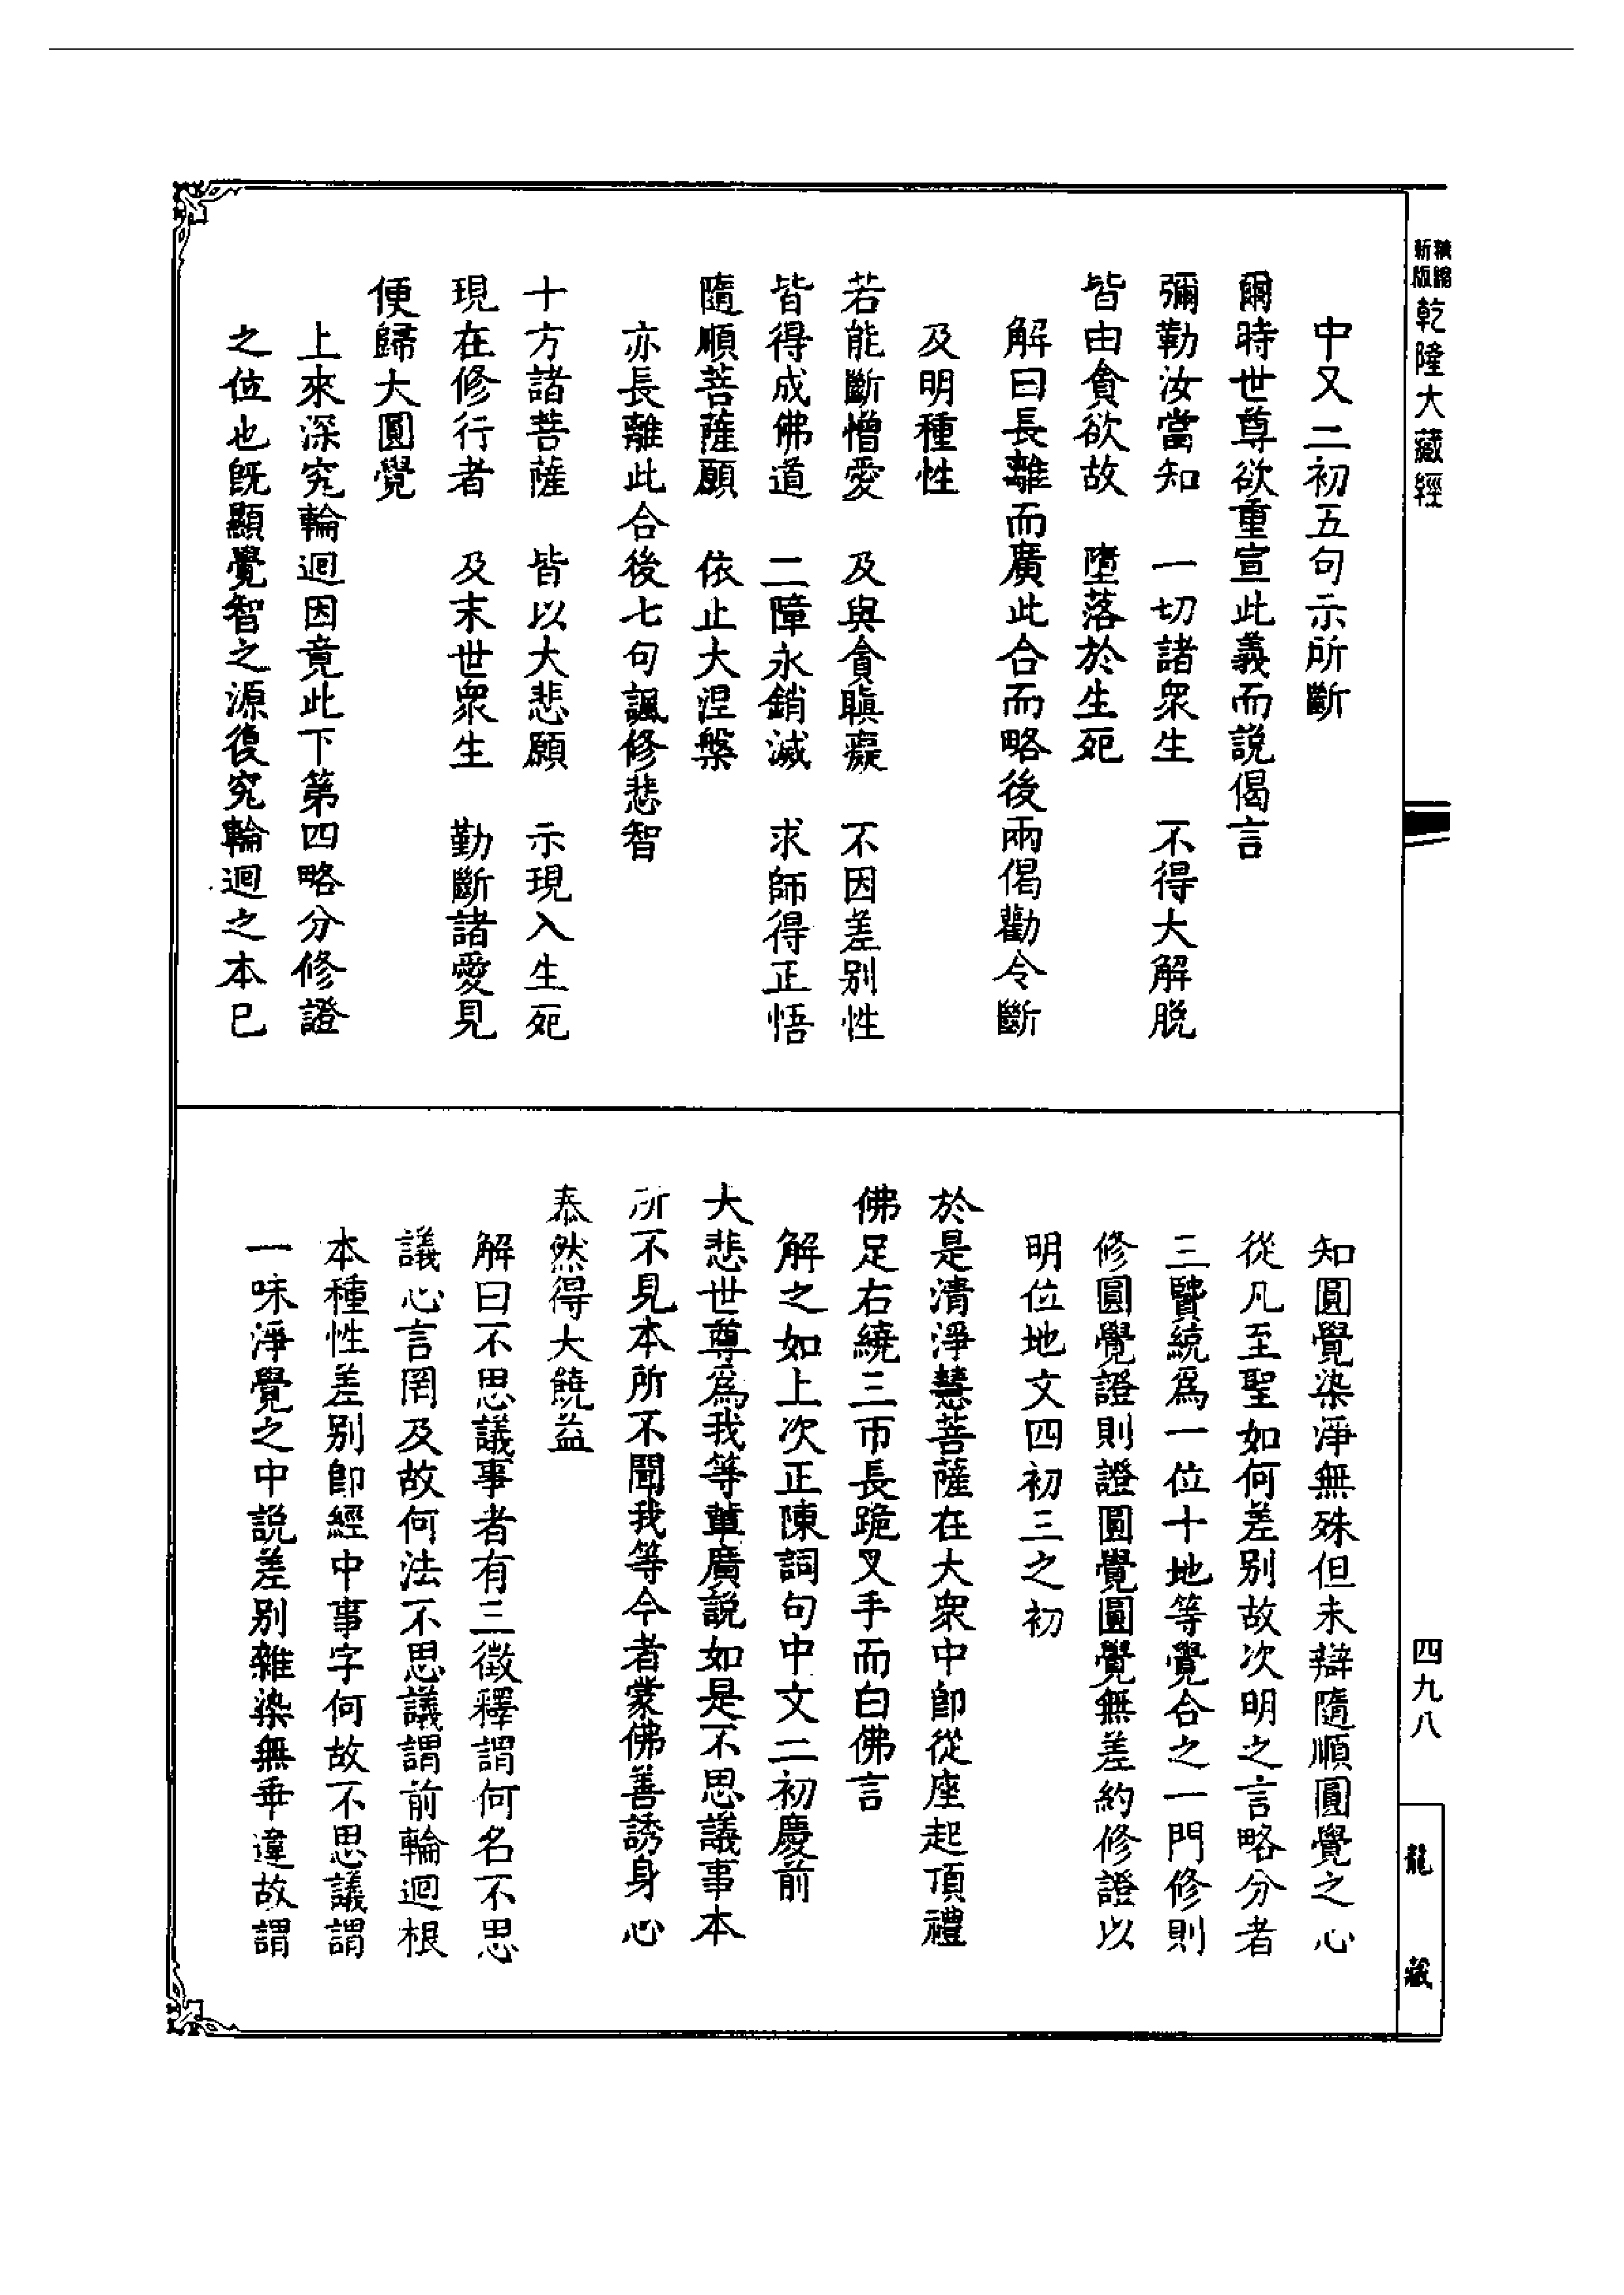 新版精縮乾隆大藏經
中又二初五句示所斷
爾時世尊欲重宣此義而説偈言
彌勒汝當知　一切諸衆生　不得大解脱
皆由貪欲故　墮落於生死
解曰長離而廣此合而略後兩偈勸令斷
及明種性
若能斷憎愛　及與貪瞋癡　不因差别性
皆得成佛道　二障永銷滅　求師得正悟
隨順菩薩願　依止大涅槃
亦長離此合後七句諷修悲智
十方諸菩薩　皆以大悲願　示現入生死
現在修行者　及末世衆生　勤斷諸愛見
便歸大圓覺
上來深究輪迴因竟此下第四略分修證
之位也旣顯覺智之源復究輪迴之本已
知圓覺染淨無殊但未辯隨順圓覺之心
從凡至聖如何差别故次明之言略分者
三賢統爲一位十地等覺合之一門修則
修圓覺證則證圓覺圓覺無差約修證以
明位地文四初三之初
於是清淨慧菩薩在大衆中卽從座起頂禮
佛足右繞三帀長跪叉手而白佛言
解之如上次正陳詞句中文二初慶前
大悲世尊爲我等輩廣説如是不思議事本
所不見本所不聞我等今者蒙佛善誘身心
泰然得大饒益
解曰不思議事者有三徵釋謂何名不思
議心言罔及故何法不思議謂前輪迴根
本種性差别卽經中事字何故不思議謂
一味淨覺之中説差别雜染無乖違故謂
四九八
龍藏